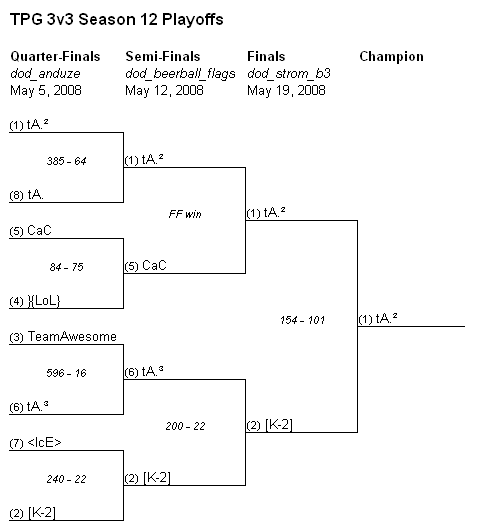 TPG 3v3 Season 12 Playoffs
Quarter-Finals Semi-Finals Finals Champion
dod_anduze dod_beerball_flags dod_strom_b3
May 5, 2008 May 12, 2008 May 19, 2008
(1) tA.²
385 – 64
(1) tA.²
(8) tA.
FF win
(1) tA.²
(5) CaC
84 – 75
(5) CaC
(4) }{LoL}
154 – 101
(1) tA.²
(3) TeamAwesome
596 – 16
(6) tA.³
(6) tA.³
200 – 22
(2) [K-2]
(7) <IcE>
240 – 22
(2) [K-2]
(2) [K-2]